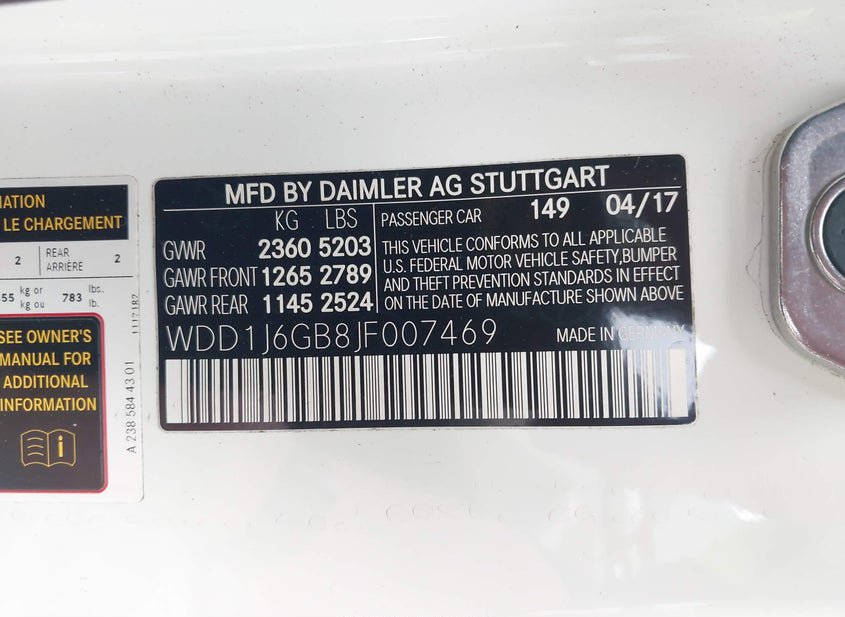 MATION
LE CHARGEMENT
2 REAR ARRIÈRE 2
kg or kg ou 783 lbs. lb.
SEE OWNER'S
MANUAL FOR
ADDITIONAL
INFORMATION
1117182
A 238 584 43 01
MFD BY DAIMLER AG STUTTGART
KG LBS
GVWR 2360 5203
GAWR FRONT 1265 2789
GAWR REAR 1145 2524
PASSENGER CAR 149 04/17
THIS VEHICLE CONFORMS TO ALL APPLICABLE
U.S. FEDERAL MOTOR VEHICLE SAFETY,BUMPER
AND THEFT PREVENTION STANDARDS IN EFFECT
ON THE DATE OF MANUFACTURE SHOWN ABOVE
WDD1J6GB8JF007469 MADE IN GERMANY